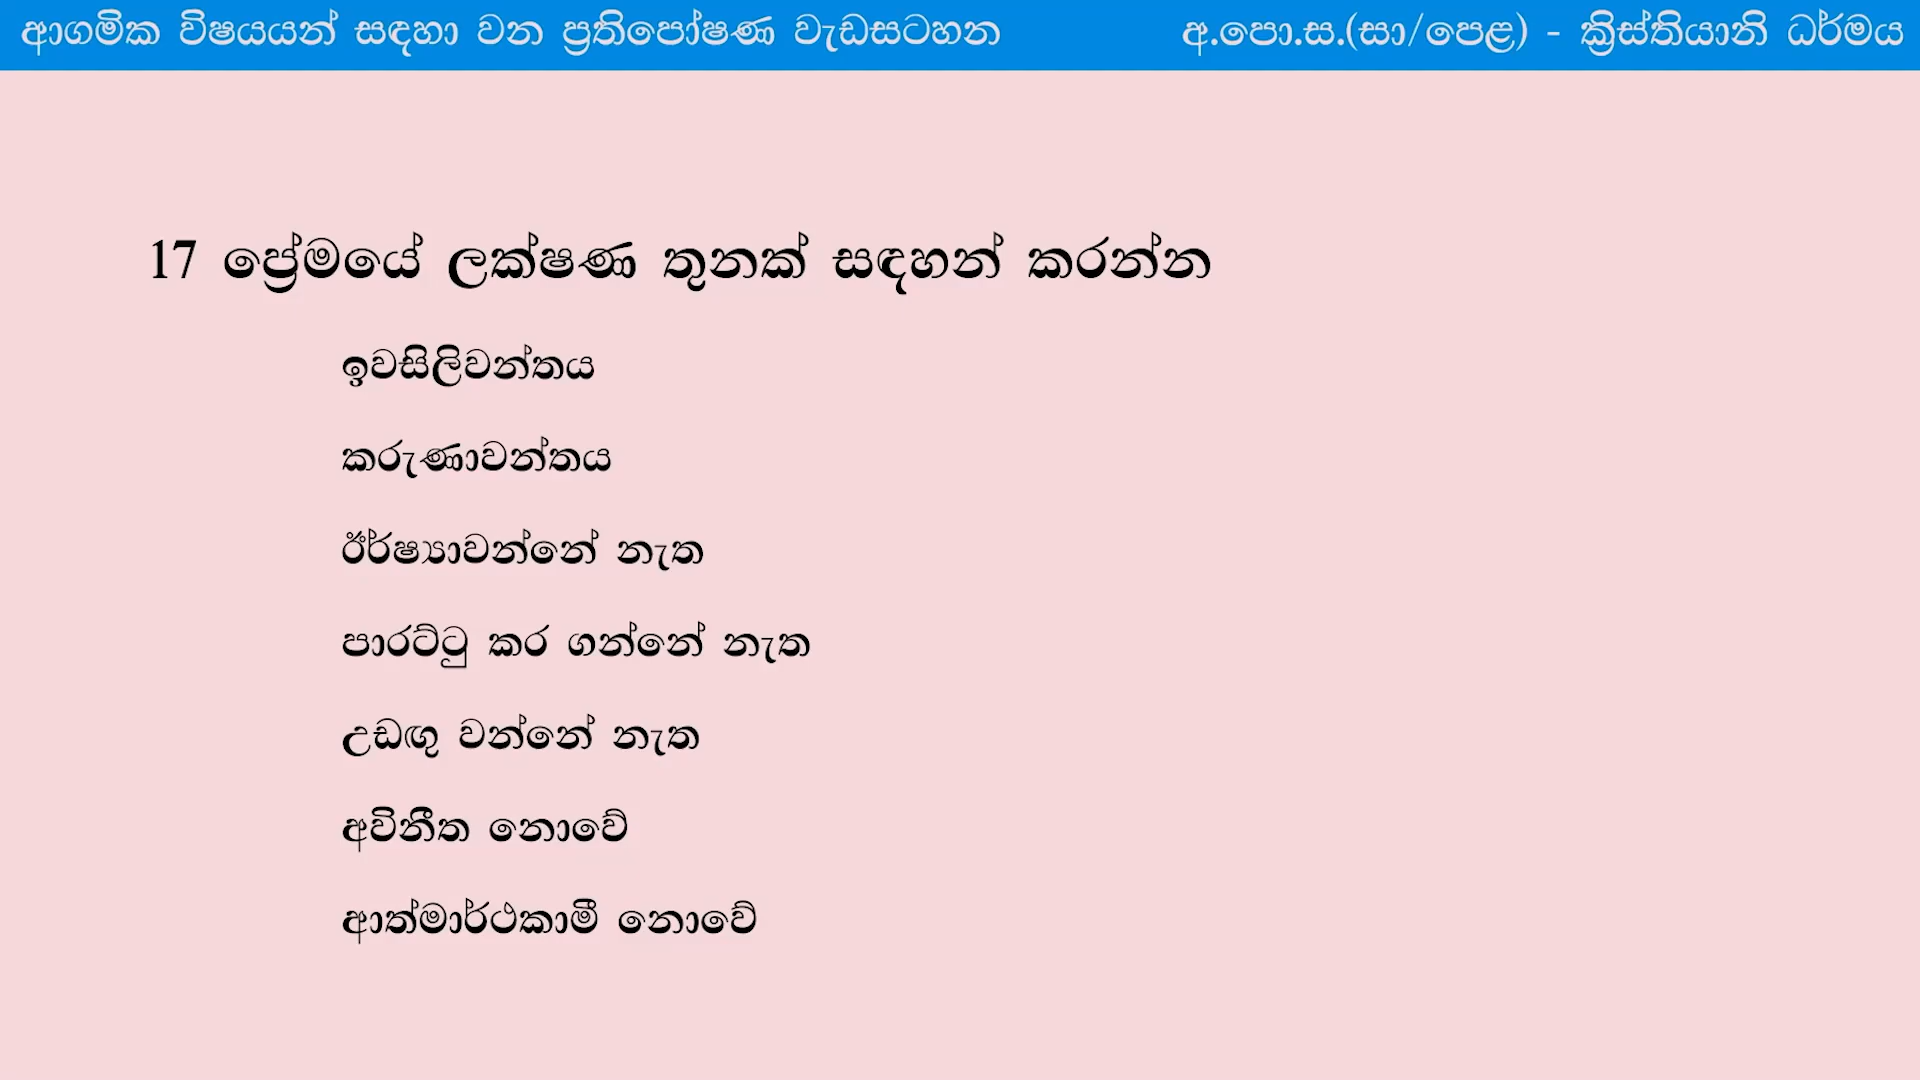 ආගමික විෂයයන් සඳහා වන ප්‍රතිපෝෂණ වැඩසටහන
අ.පො.ස.(සා/පෙළ) - ක්‍රිස්තියානි ධර්මය
17 ප්‍රේමයේ ලක්ෂණ තුනක් සඳහන් කරන්න
ඉවසිලිවන්තය
කරුණාවන්තය
ඊර්ෂ්‍යාවන්නේ නැත
පාරට්ටු කර ගන්නේ නැත
උඩඟු වන්නේ නැත
අවිනීත නොවේ
ආත්මාර්ථකාමී නොවේ